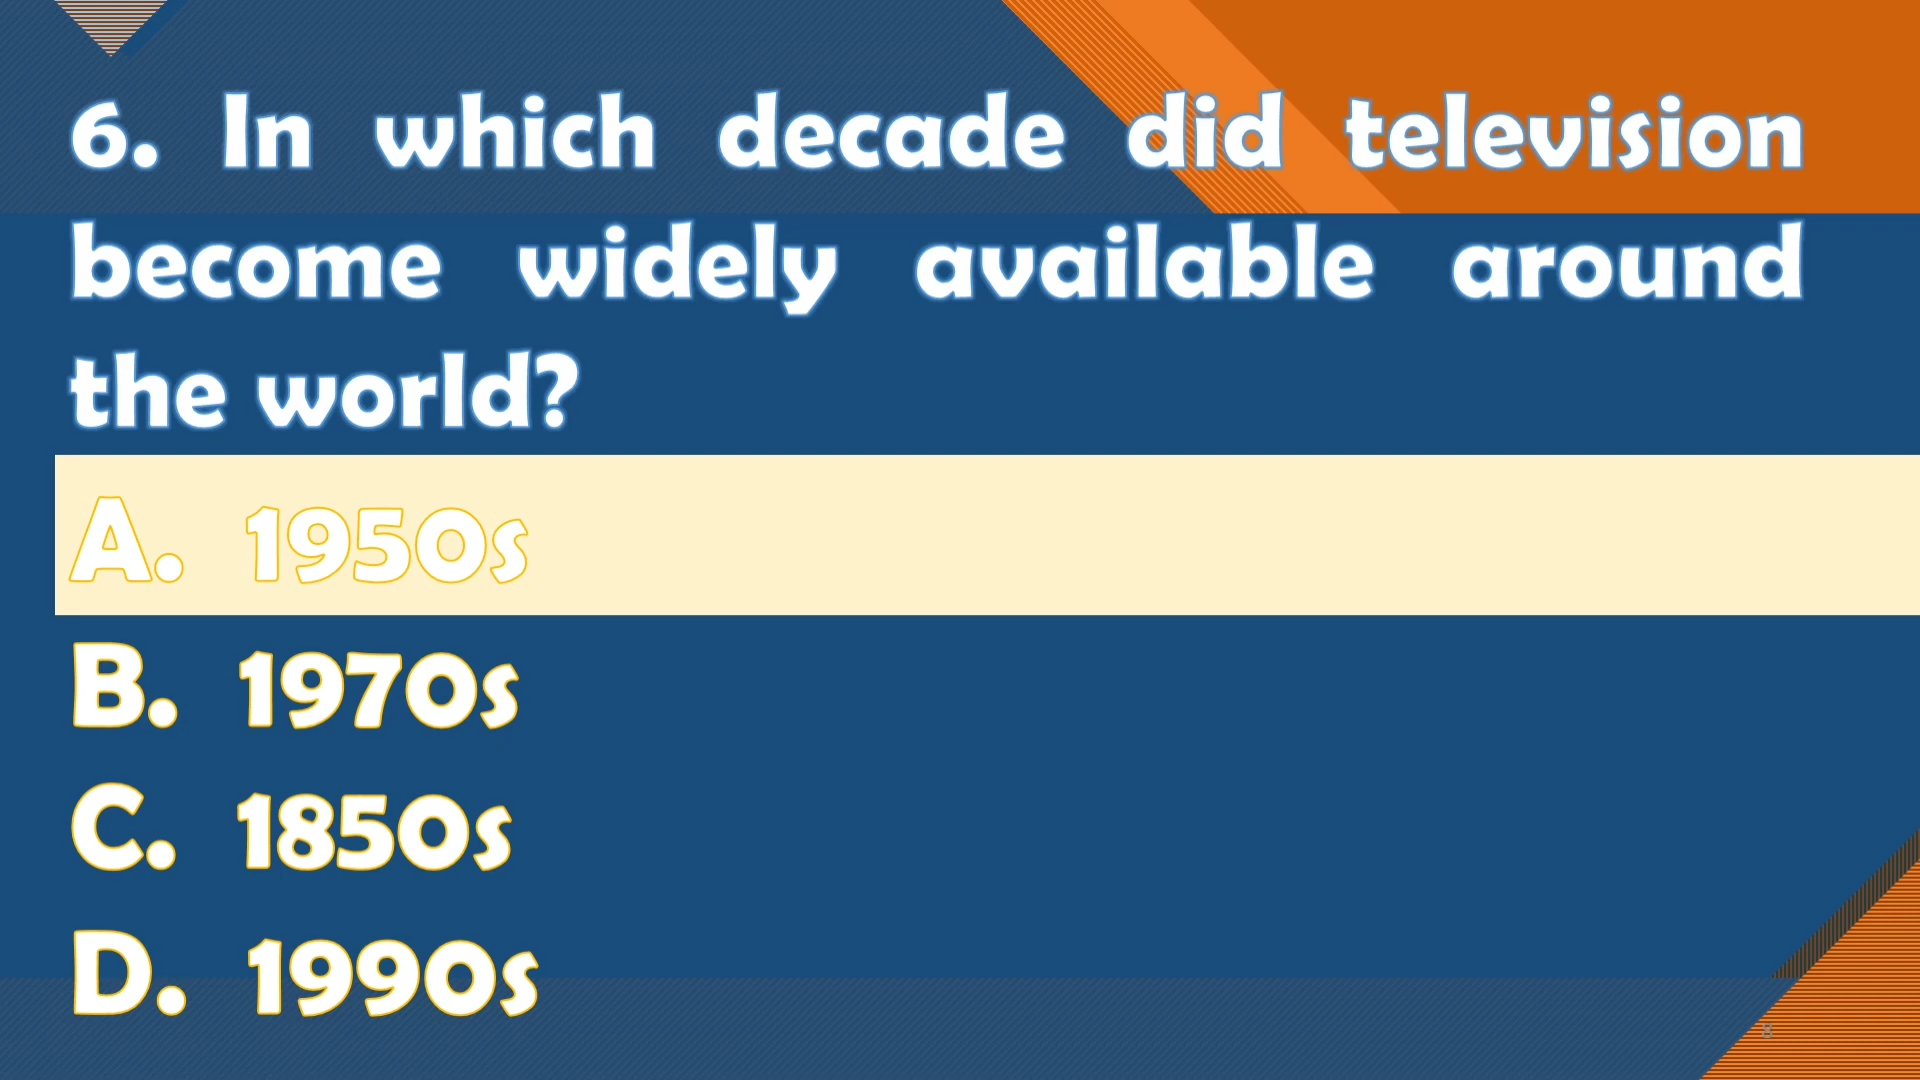 6. In which decade did television
become widely available around
the world?
A. 1950s
B. 1970s
C. 1850s
D. 1990s